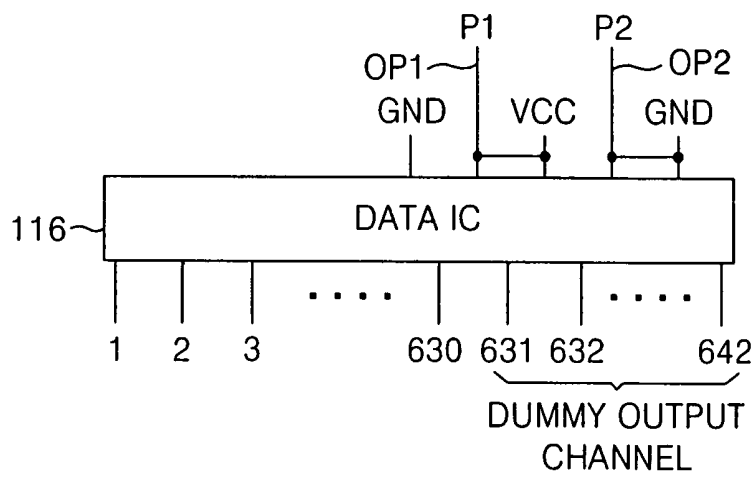 P1 P2
OP1 OP2
GND VCC GND
116 DATA IC
1 2 3 .... 630 631 632 .... 642
DUMMY OUTPUT
CHANNEL